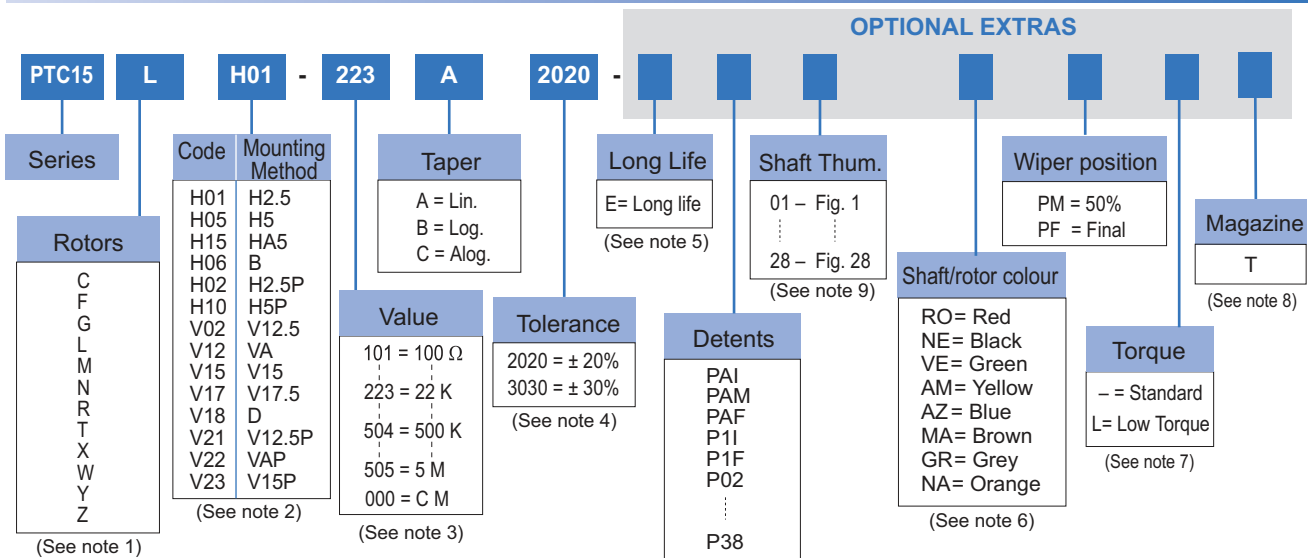 OPTIONAL EXTRAS
PTC15 L H01 - 223 A 2020 -
Series
Rotors
C
F
G
L
M
N
R
T
X
W
Y
Z
(See note 1)
Code Mounting Method
H01 H2.5
H05 H5
H15 HA5
H06 B
H02 H2.5P
H10 H5P
V02 V12.5
V12 VA
V15 V15
V17 V17.5
V18 D
V21 V12.5P
V22 VAP
V23 V15P
(See note 2)
Value
101 = 100 Ω
223 = 22 K
504 = 500 K
505 = 5 M
000 = C M
(See note 3)
Taper
A = Lin.
B = Log.
C = Alog.
Tolerance
2020 = ± 20%
3030 = ± 30%
(See note 4)
Long Life
E= Long life
(See note 5)
Detents
PAI
PAM
PAF
P1I
P1F
P02
P38
Shaft Thum.
01 – Fig. 1
28 – Fig. 28
(See note 9)
Shaft/rotor colour
RO= Red
NE= Black
VE= Green
AM= Yellow
AZ= Blue
MA= Brown
GR= Grey
NA= Orange
(See note 6)
Wiper position
PM = 50%
PF = Final
Torque
– = Standard
L= Low Torque
(See note 7)
Magazine
T
(See note 8)